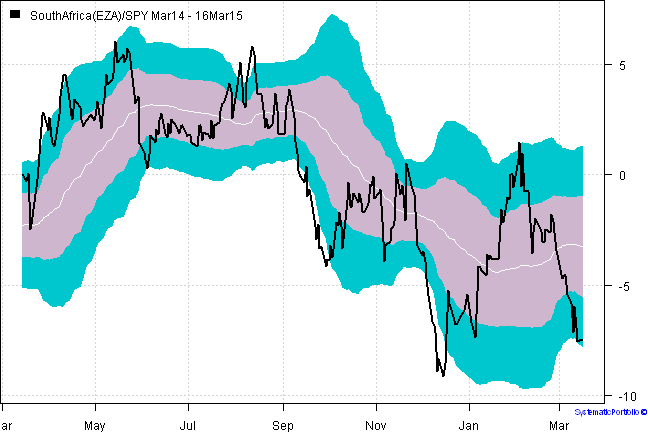 SouthAfrica(EZA)/SPY Mar14 - 16Mar15
5
0
-5
-10
ar May Jul Sep Nov Jan Mar
SystematicPortfolio ©